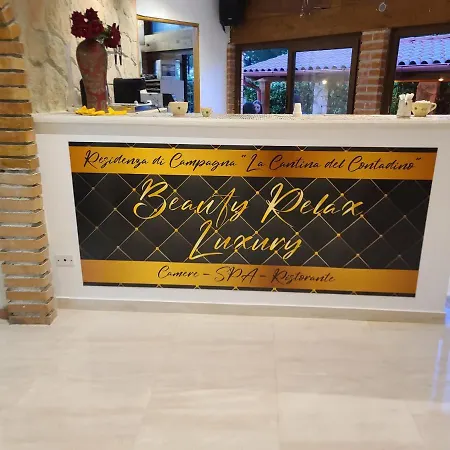 Residenza di Campagna "La Cantina del Contadino"
Beauty Relax
Luxury
Camere - SPA - Ristorante